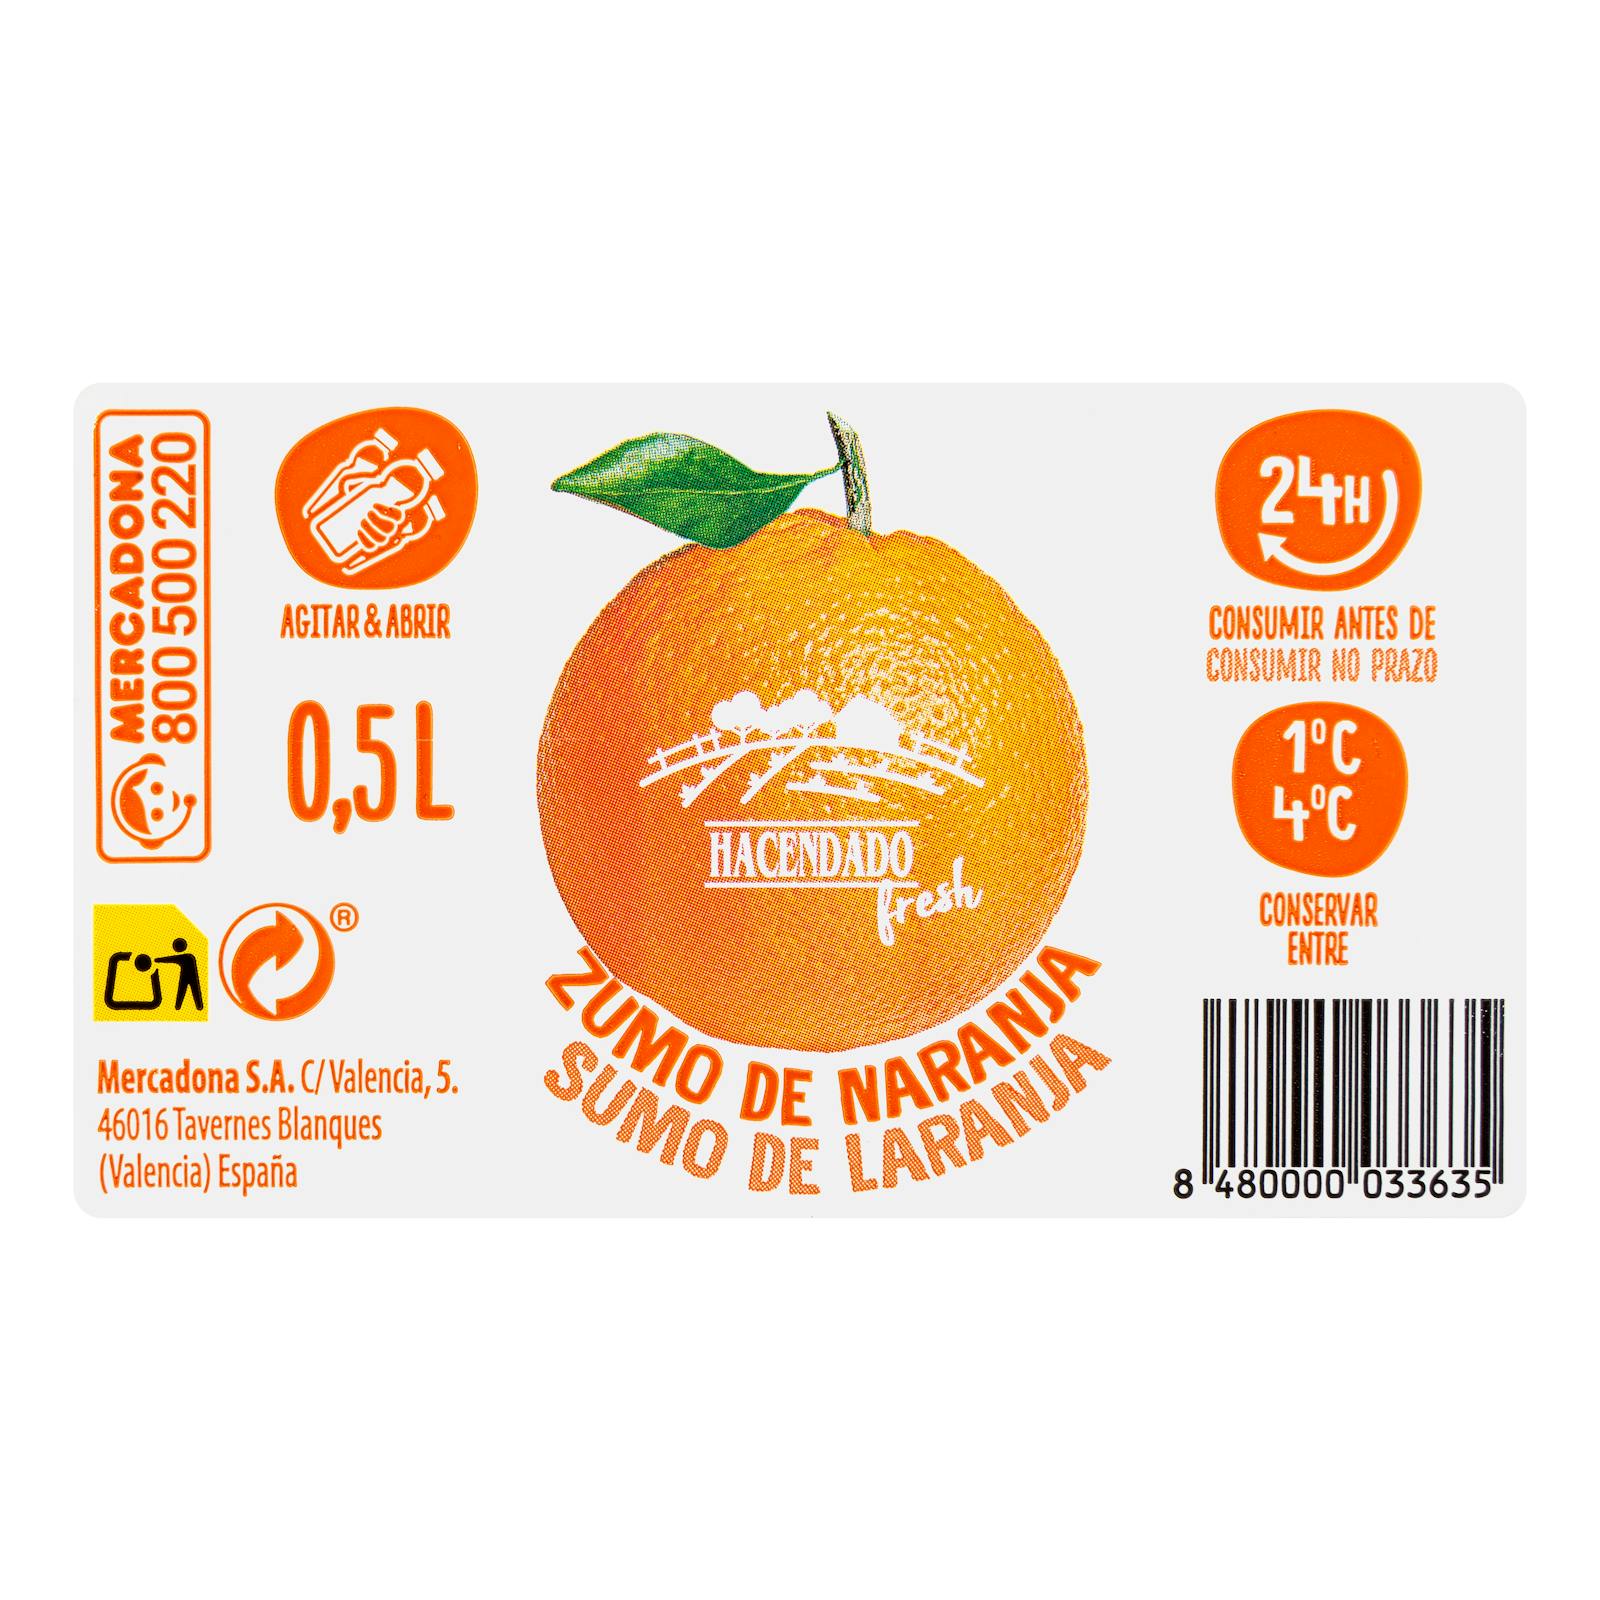 MERCADONA
800 500 220
AGITAR & ABRIR
0,5 L
®
Mercadona S.A. C/ Valencia, 5.
46016 Tavernes Blanques
(Valencia) España
HACENDADO
fresh
ZUMO DE NARANJA
SUMO DE LARANJA
24H
CONSUMIR ANTES DE
CONSUMIR NO PRAZO
1ºC
4ºC
CONSERVAR
ENTRE
8 480000 033635